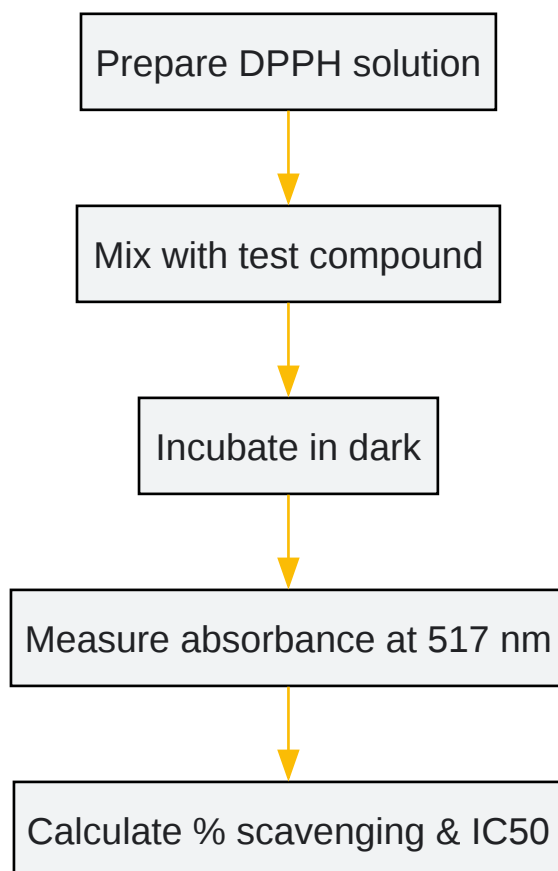 Prepare DPPH solution
Mix with test compound
Incubate in dark
Measure absorbance at 517 nm
Calculate % scavenging & IC50